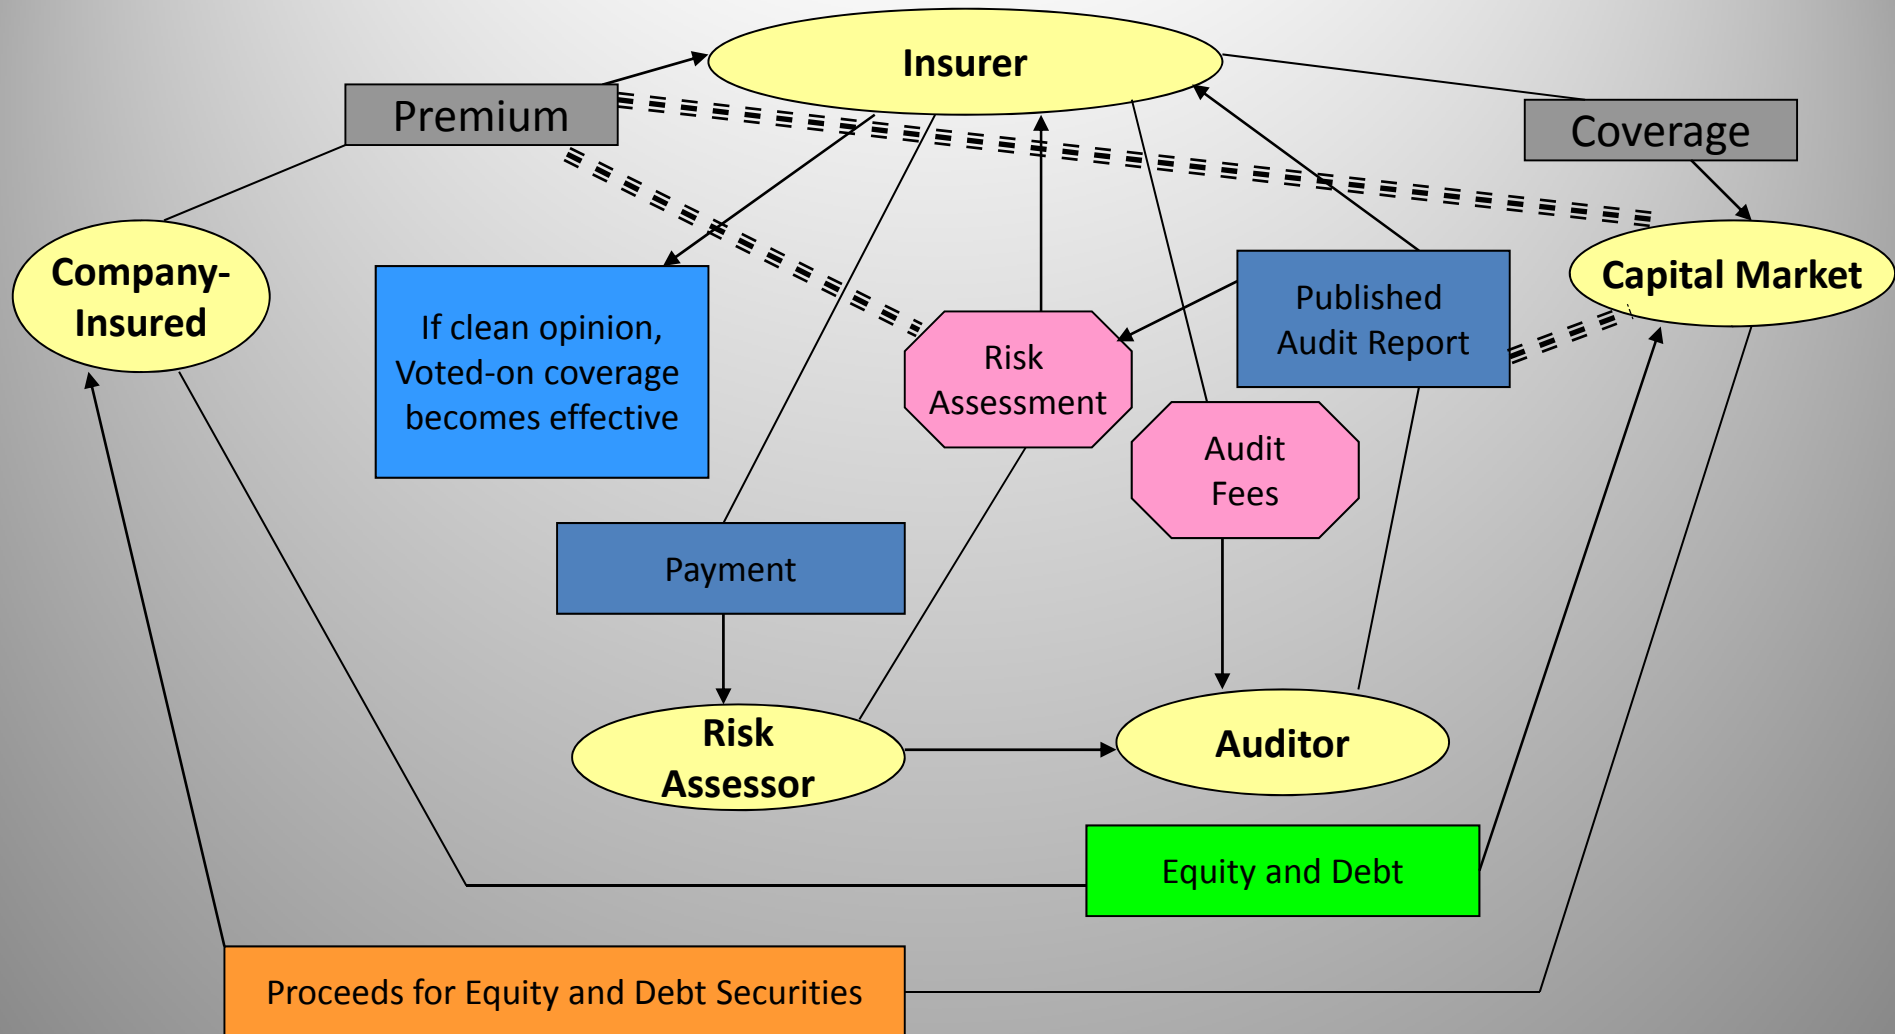 Insurer
Premium
Coverage
Company-
Insured
Capital Market
If clean opinion,
Voted-on coverage
becomes effective
Risk
Assessment
Published
Audit Report
Audit
Fees
Payment
Risk
Assessor
Auditor
Equity and Debt
Proceeds for Equity and Debt Securities